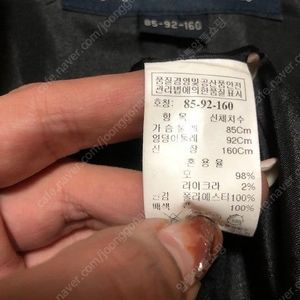 85-92-160
품질경영및공산품안전
관리법에의한품질표시
호칭: 85-92-160
항 목 신체치수
가슴둘레 85Cm
엉덩이둘레 92Cm
신 장 160Cm
혼 용 율
모 98%
라이크라 2%
안감 폴리에스터 100%
배색 100%